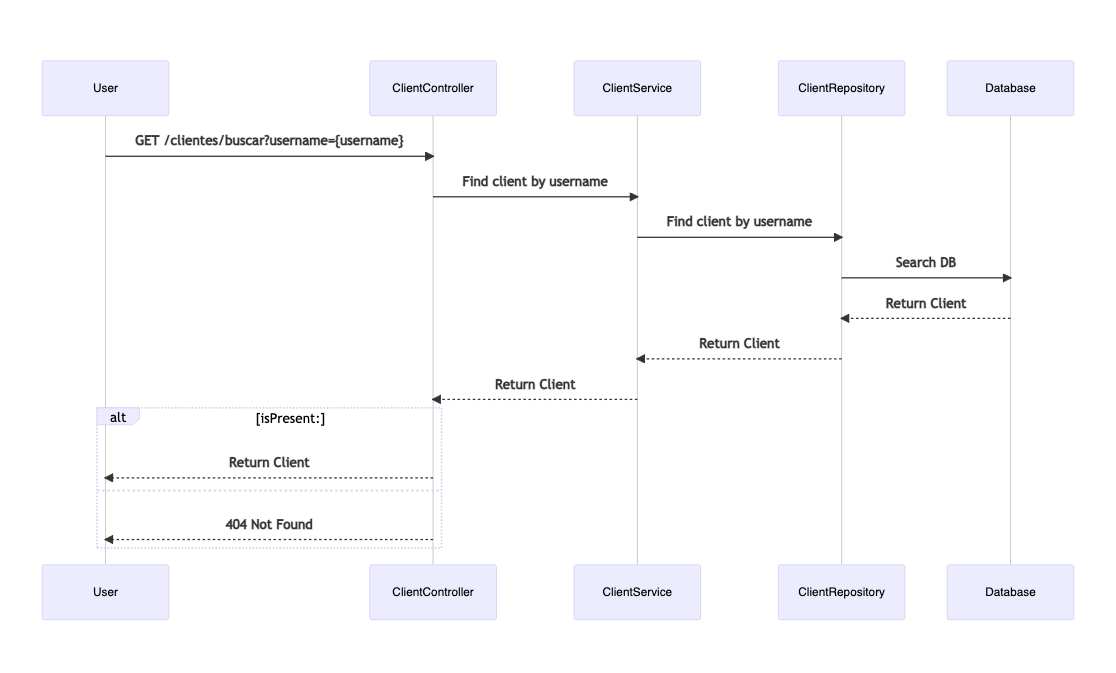 User
ClientController
ClientService
ClientRepository
Database
GET /clientes/buscar?username={username}
Find client by username
Find client by username
Search DB
Return Client
Return Client
Return Client
alt
[isPresent:]
Return Client
404 Not Found
User
ClientController
ClientService
ClientRepository
Database